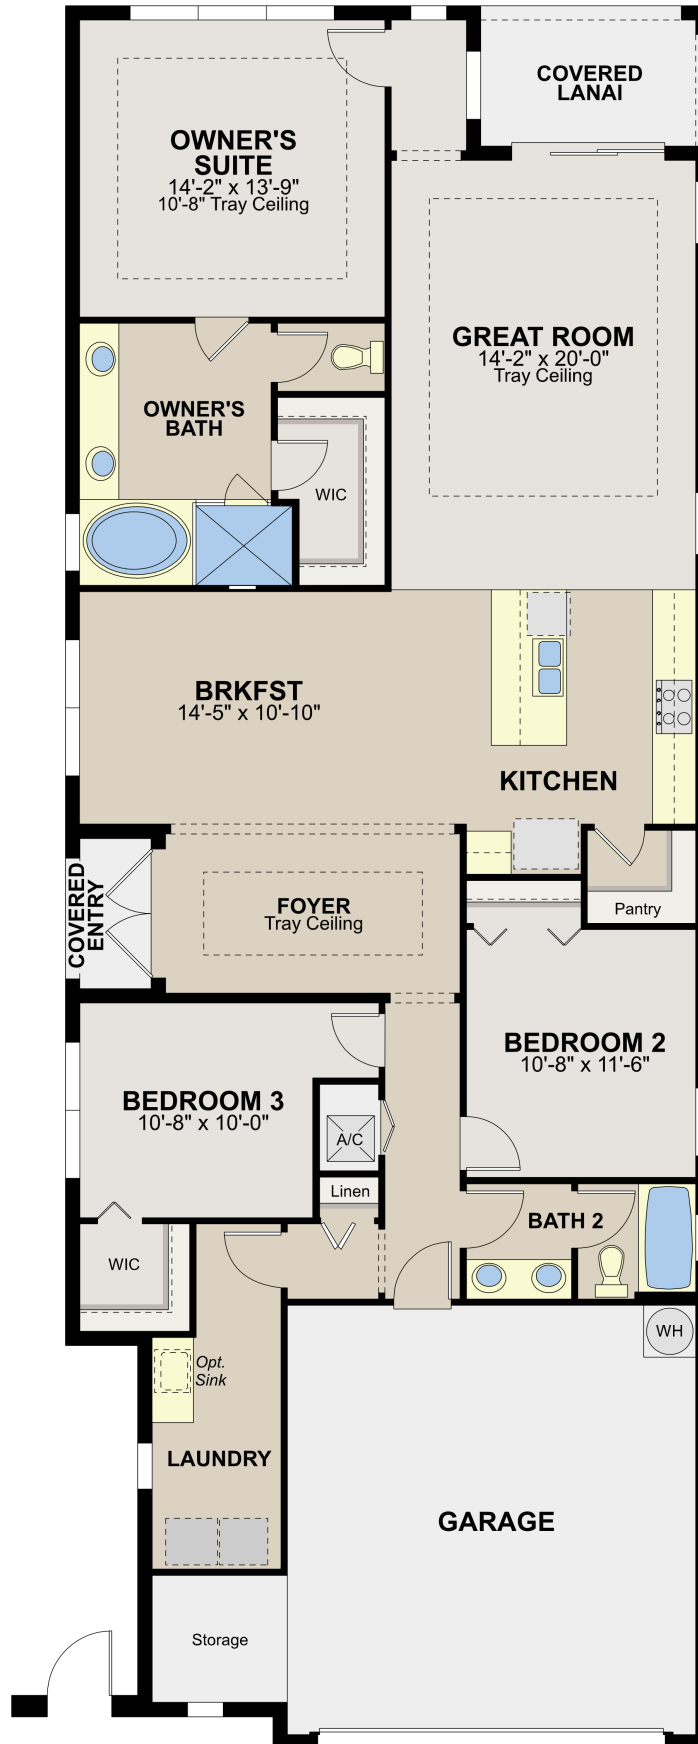 COVERED
LANAI
OWNER'S
SUITE
14'-2" x 13'-9"
10'-8" Tray Ceiling
GREAT ROOM
14'-2" x 20'-0"
Tray Ceiling
OWNER'S
BATH
WIC
BRKFST
14'-5" x 10'-10"
KITCHEN
COVERED
ENTRY
FOYER
Tray Ceiling
Pantry
BEDROOM 2
10'-8" x 11'-6"
BEDROOM 3
10'-8" x 10'-0"
A/C
Linen
BATH 2
WIC
WH
Opt.
Sink
LAUNDRY
GARAGE
Storage